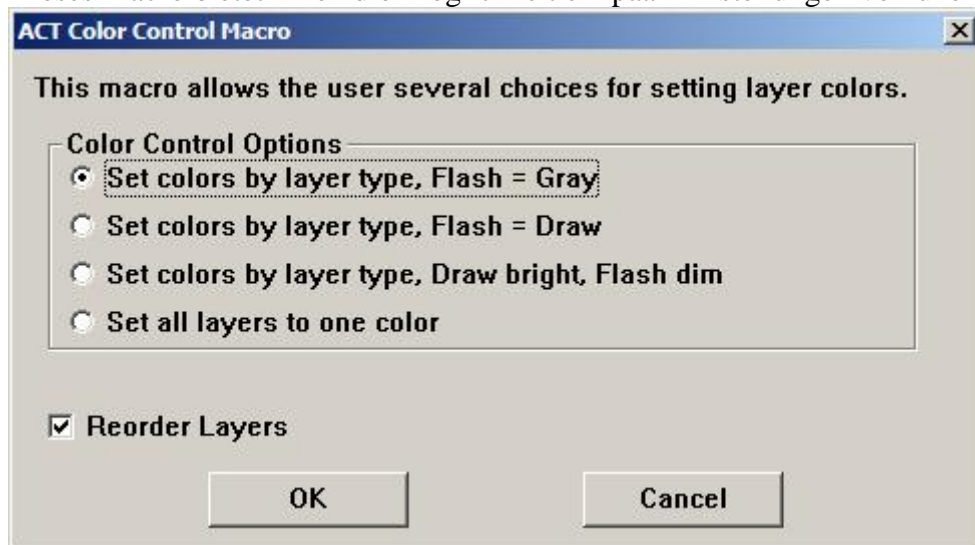 ACT Color Control Macro
This macro allows the user several choices for setting layer colors.
Color Control Options
Set colors by layer type, Flash = Gray
Set colors by layer type, Flash = Draw
Set colors by layer type, Draw bright, Flash dim
Set all layers to one color
Reorder Layers
OK
Cancel